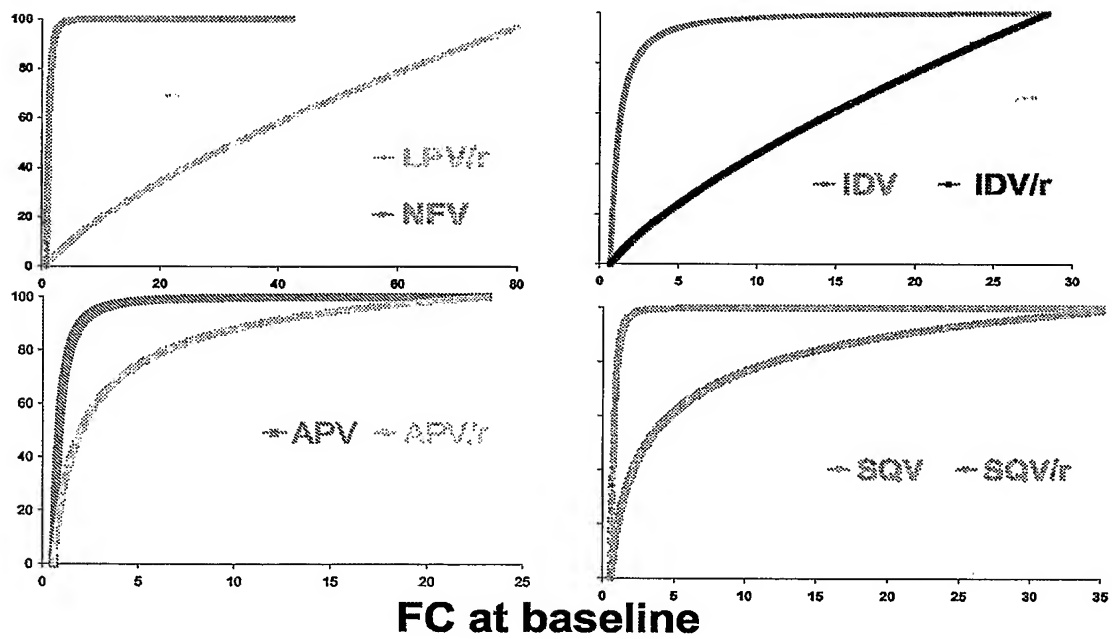 100
80
60
40
20
0
LPV/r
NFV
0 20 40 60 80
IDV IDV/r
0 5 10 15 20 25 30
100
80
60
40
20
0
APV APV/r
0 5 10 15 20 25
SQV SQV/r
0 5 10 15 20 25 30 35
FC at baseline